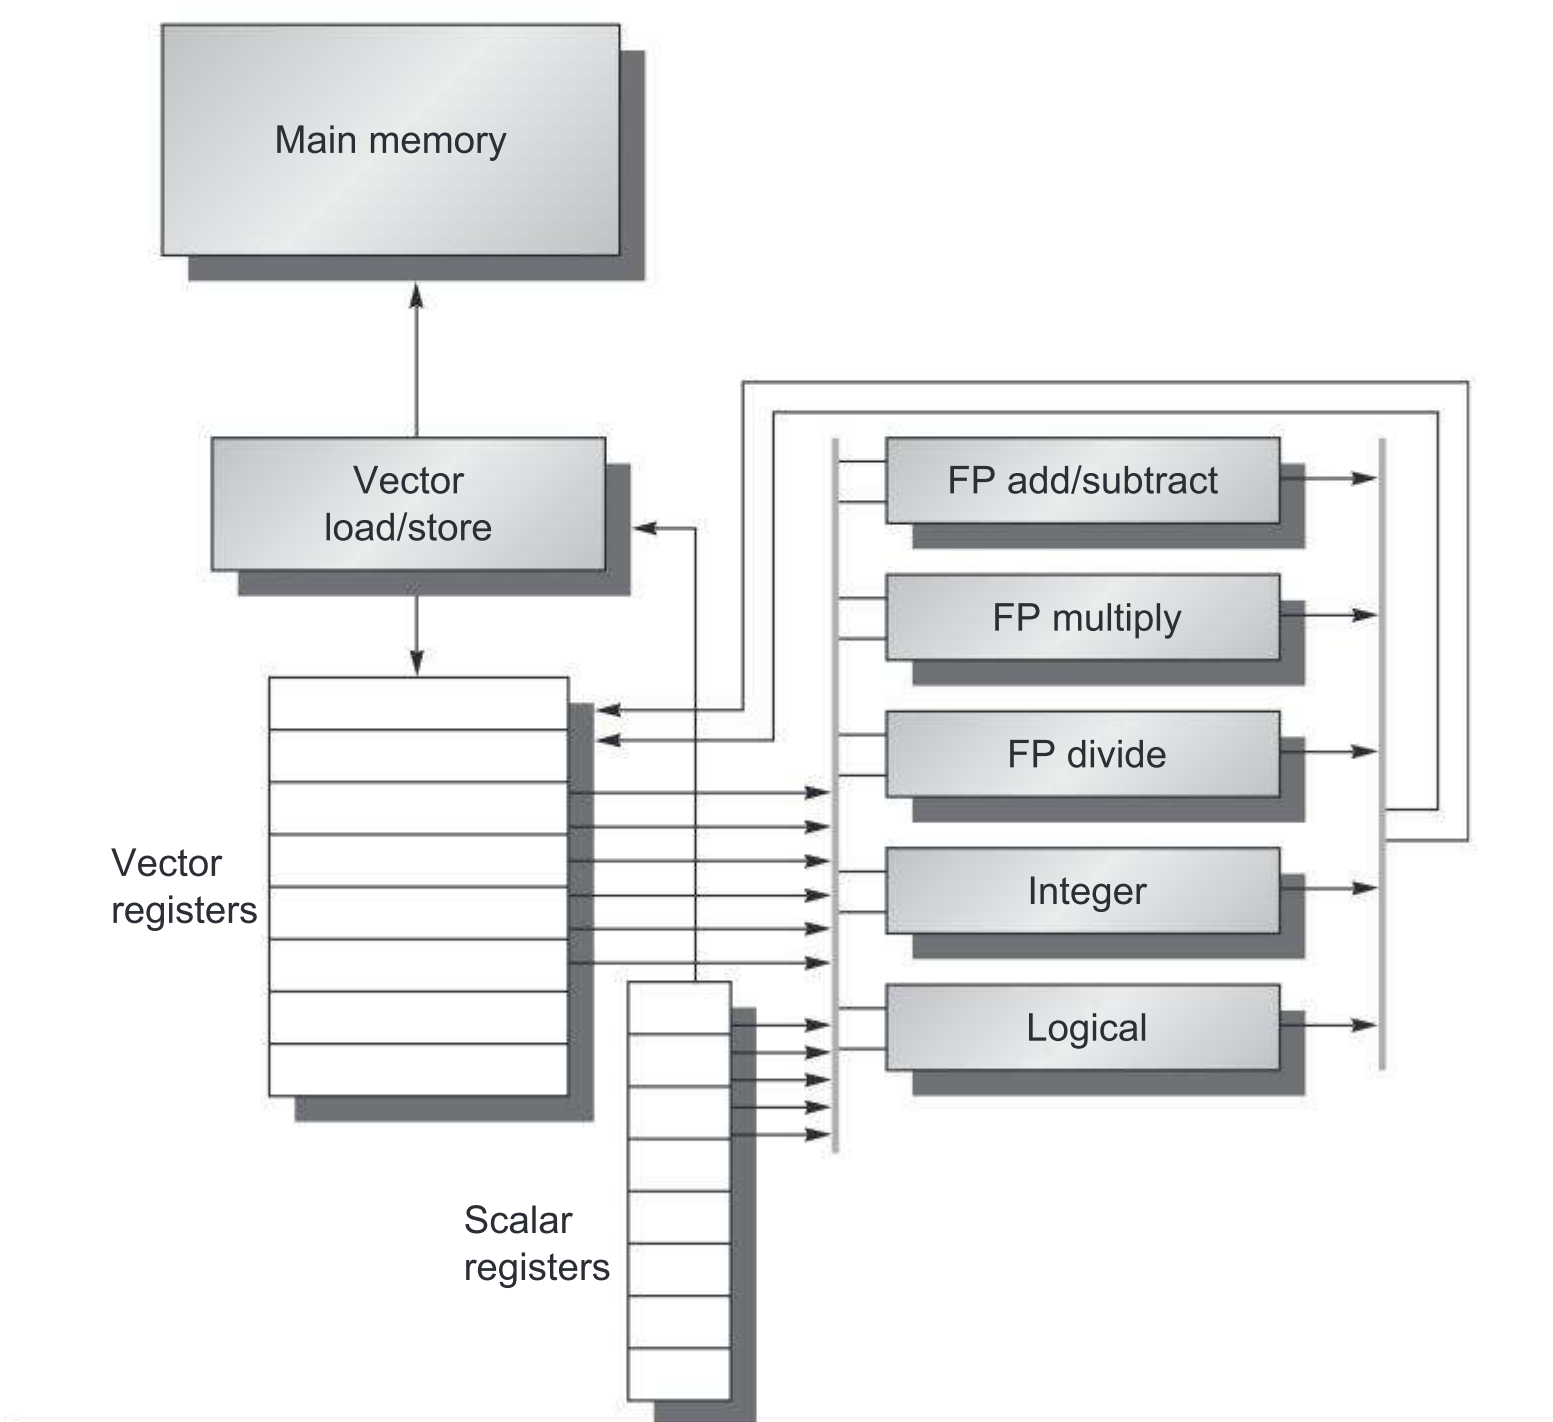 Main memory
Vector
load/store
FP add/subtract
FP multiply
FP divide
Vector
registers
Integer
Logical
Scalar
registers